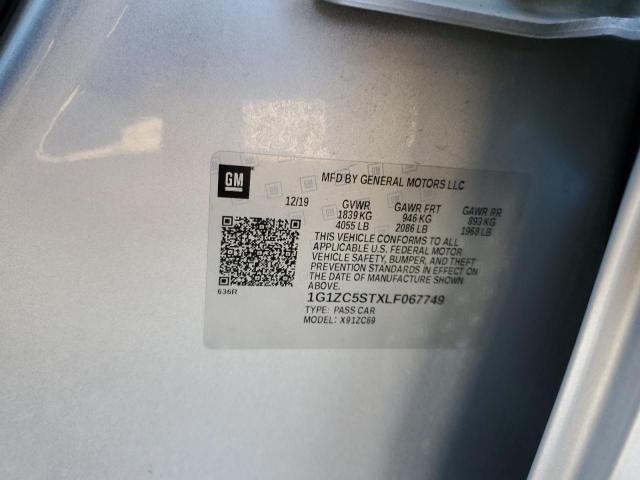 GM
MFD BY GENERAL MOTORS LLC
12/19 GVWR GAWR FRT GAWR RR
1839 KG 946 KG 893 KG
4055 LB 2086 LB 1968 LB
THIS VEHICLE CONFORMS TO ALL
APPLICABLE U.S. FEDERAL MOTOR
VEHICLE SAFETY, BUMPER, AND THEFT
PREVENTION STANDARDS IN EFFECT ON
THE DATE OF MANUFACTURE SHOWN
ABOVE.
636R
1G1ZC5STXLF067749
TYPE: PASS CAR
MODEL: X91ZC69